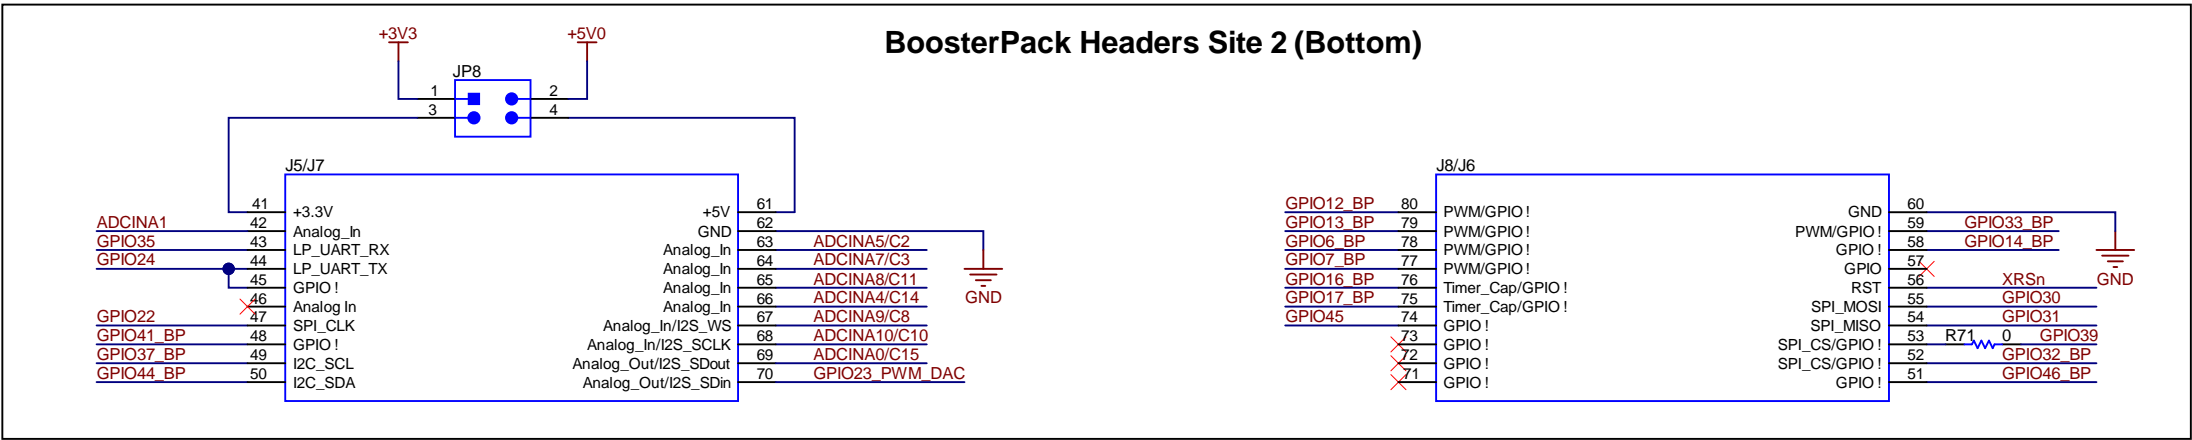 BoosterPack Headers Site 2 (Bottom)
+3V3
+5V0
JP8
1
2
3
4
J5/J7
41 +3.3V
ADCINA1 42 Analog_In
GPIO35 43 LP_UART_RX
GPIO24 44 LP_UART_TX
45 GPIO !
46 Analog In
GPIO22 47 SPI_CLK
GPIO41_BP 48 GPIO !
GPIO37_BP 49 I2C_SCL
GPIO44_BP 50 I2C_SDA
+5V 61
GND 62
Analog_In 63 ADCINA5/C2
Analog_In 64 ADCINA7/C3
Analog_In 65 ADCINA8/C11
Analog_In 66 ADCINA4/C14
Analog_In/I2S_WS 67 ADCINA9/C8
Analog_In/I2S_SCLK 68 ADCINA10/C10
Analog_Out/I2S_SDout 69 ADCINA0/C15
Analog_Out/I2S_SDin 70 GPIO23_PWM_DAC
GND
J8/J6
GPIO12_BP 80 PWM/GPIO !
GPIO13_BP 79 PWM/GPIO !
GPIO6_BP 78 PWM/GPIO !
GPIO7_BP 77 PWM/GPIO !
GPIO16_BP 76 Timer_Cap/GPIO !
GPIO17_BP 75 Timer_Cap/GPIO !
GPIO45 74 GPIO !
73 GPIO !
72 GPIO !
71 GPIO !
GND 60
PWM/GPIO ! 59 GPIO33_BP
GPIO ! 58 GPIO14_BP
GPIO 57
RST 56 XRSn
SPI_MOSI 55 GPIO30
SPI_MISO 54 GPIO31
SPI_CS/GPIO ! 53 R71 0 GPIO39
SPI_CS/GPIO ! 52 GPIO32_BP
GPIO ! 51 GPIO46_BP
GND